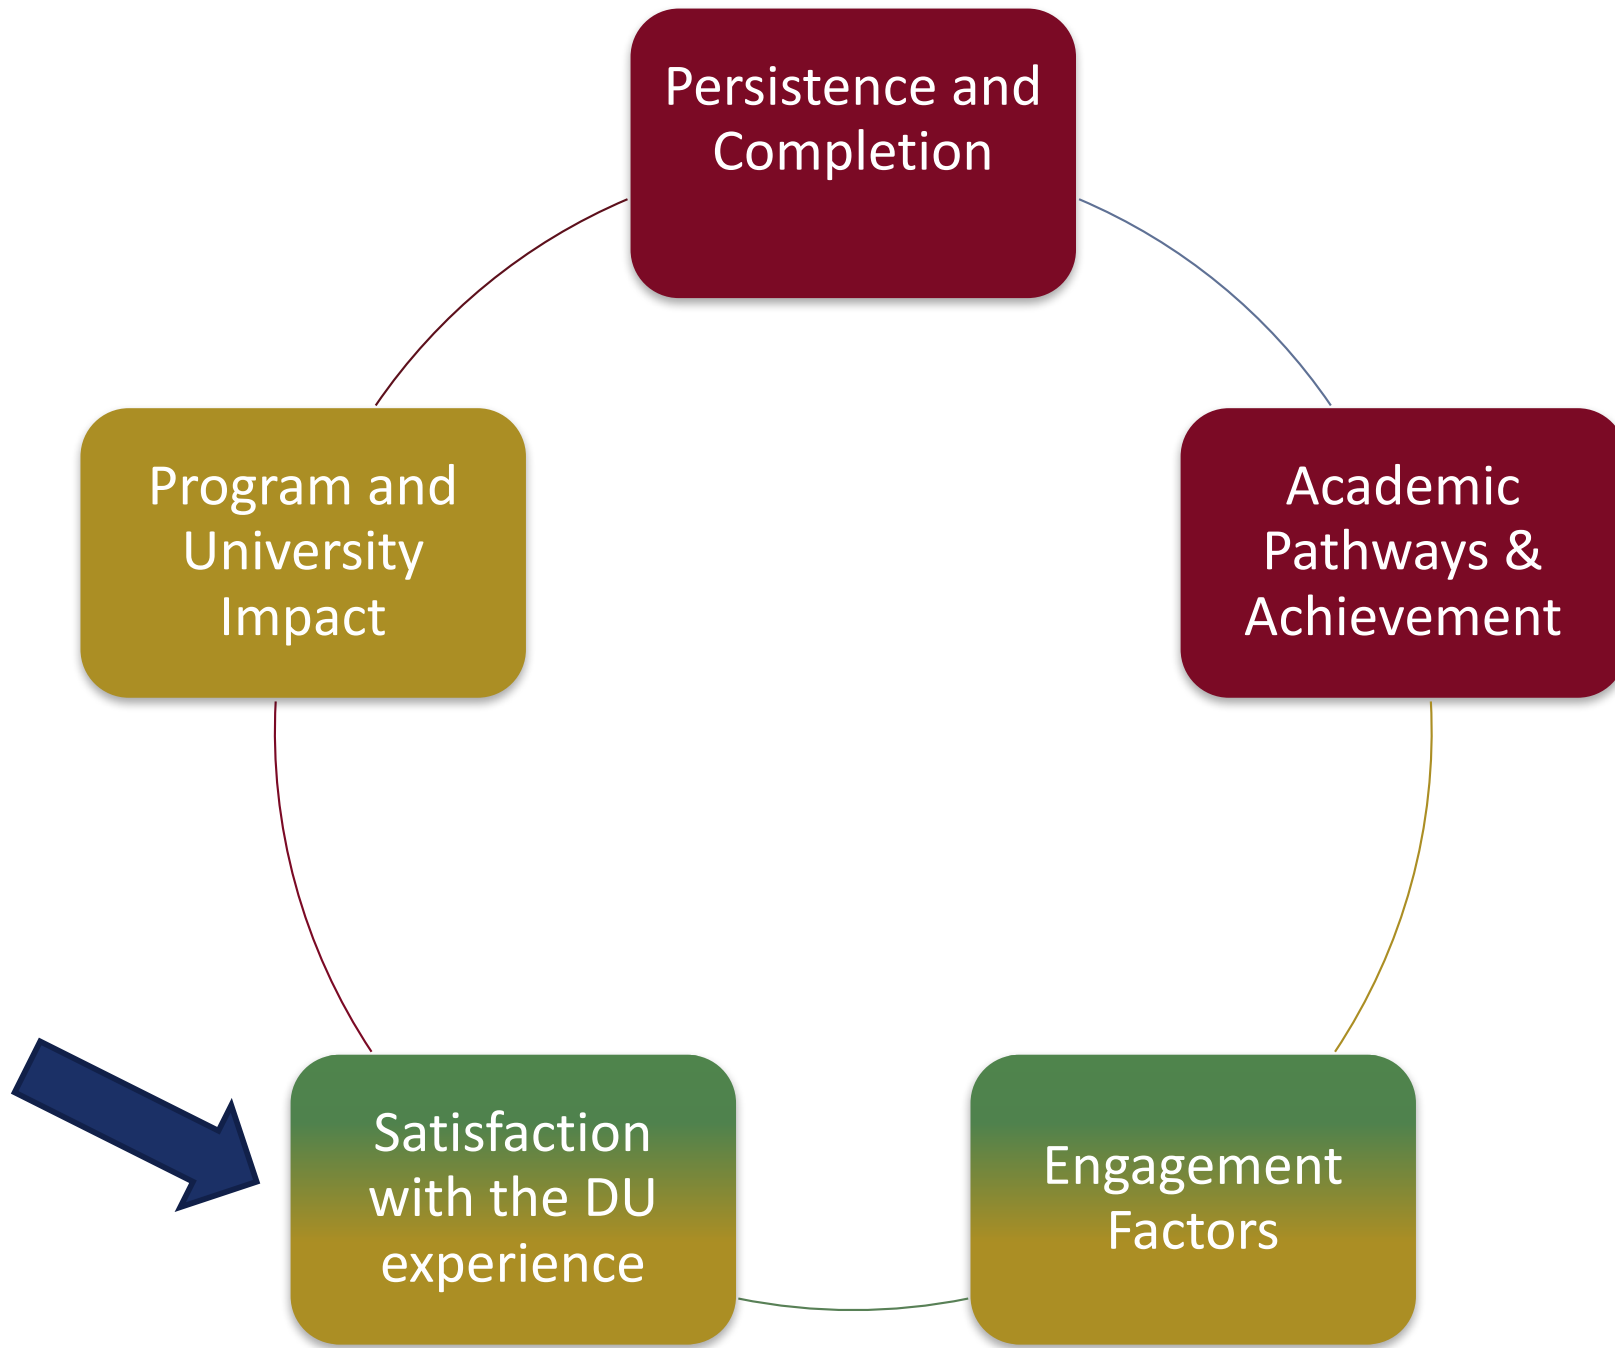 Persistence and
Completion
Program and
University
Impact
Academic
Pathways &
Achievement
Satisfaction
with the DU
experience
Engagement
Factors